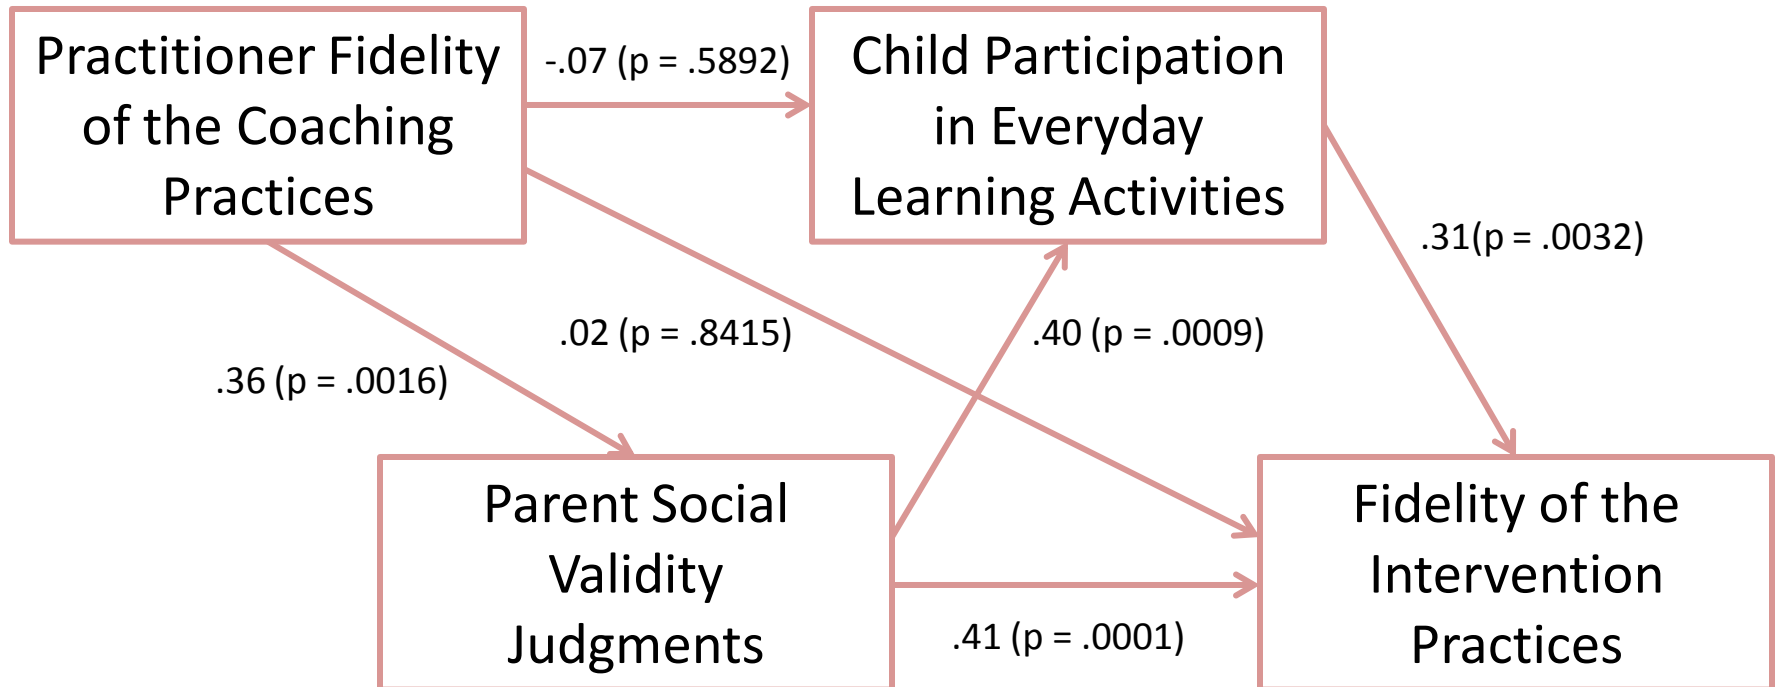 Practitioner Fidelity
of the Coaching
Practices
-.07 (p = .5892)
Child Participation
in Everyday
Learning Activities
.31(p = .0032)
.02 (p = .8415)
.40 (p = .0009)
.36 (p = .0016)
Parent Social
Validity
Judgments
.41 (p = .0001)
Fidelity of the
Intervention
Practices